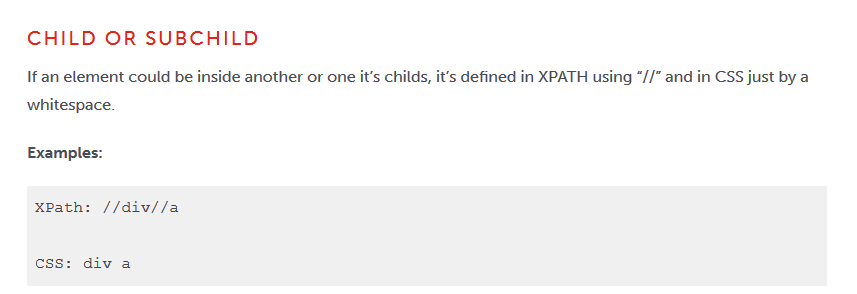 CHILD OR SUBCHILD
If an element could be inside another or one it’s childs, it’s defined in XPATH using “//” and in CSS just by a
whitespace.
Examples:
XPath: //div//a
CSS: div a